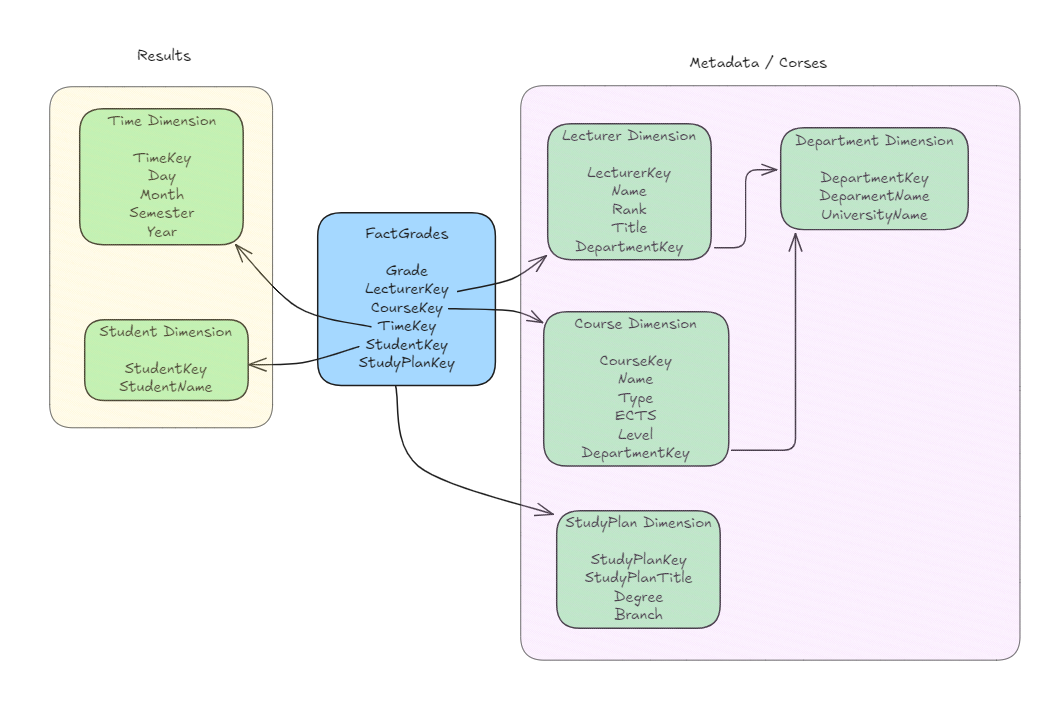 Results
Time Dimension
TimeKey
Day
Month
Semester
Year
Student Dimension
StudentKey
StudentName
FactGrades
Grade
LecturerKey
CourseKey
TimeKey
StudentKey
StudyPlanKey
Metadata / Corses
Lecturer Dimension
LecturerKey
Name
Rank
Title
DepartmentKey
Department Dimension
DepartmentKey
DeparmentName
UniversityName
Course Dimension
CourseKey
Name
Type
ECTS
Level
DepartmentKey
StudyPlan Dimension
StudyPlanKey
StudyPlanTitle
Degree
Branch